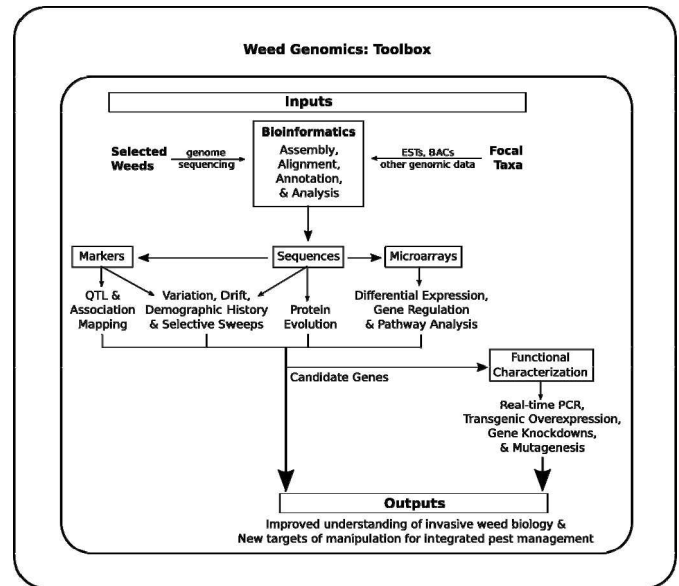 Weed Genomics: Toolbox
Inputs
Bioinformatics
Assembly,
Alignment,
Annotation,
& Analysis
Selected
Weeds
genome
sequencing
ESTs, BACs
other genomic data
Focal
Taxa
Markers
Sequences
Microarrays
QTL &
Association
Mapping
Variation, Drift,
Demographic History
& Selective Sweeps
Protein
Evolution
Differential Expression,
Gene Regulation
& Pathway Analysis
Candidate Genes
Functional
Characterization
Real-time PCR,
Transgenic Overexpression,
Gene Knockdowns,
& Mutagenesis
Outputs
Improved understanding of invasive weed biology &
New targets of manipulation for integrated pest management